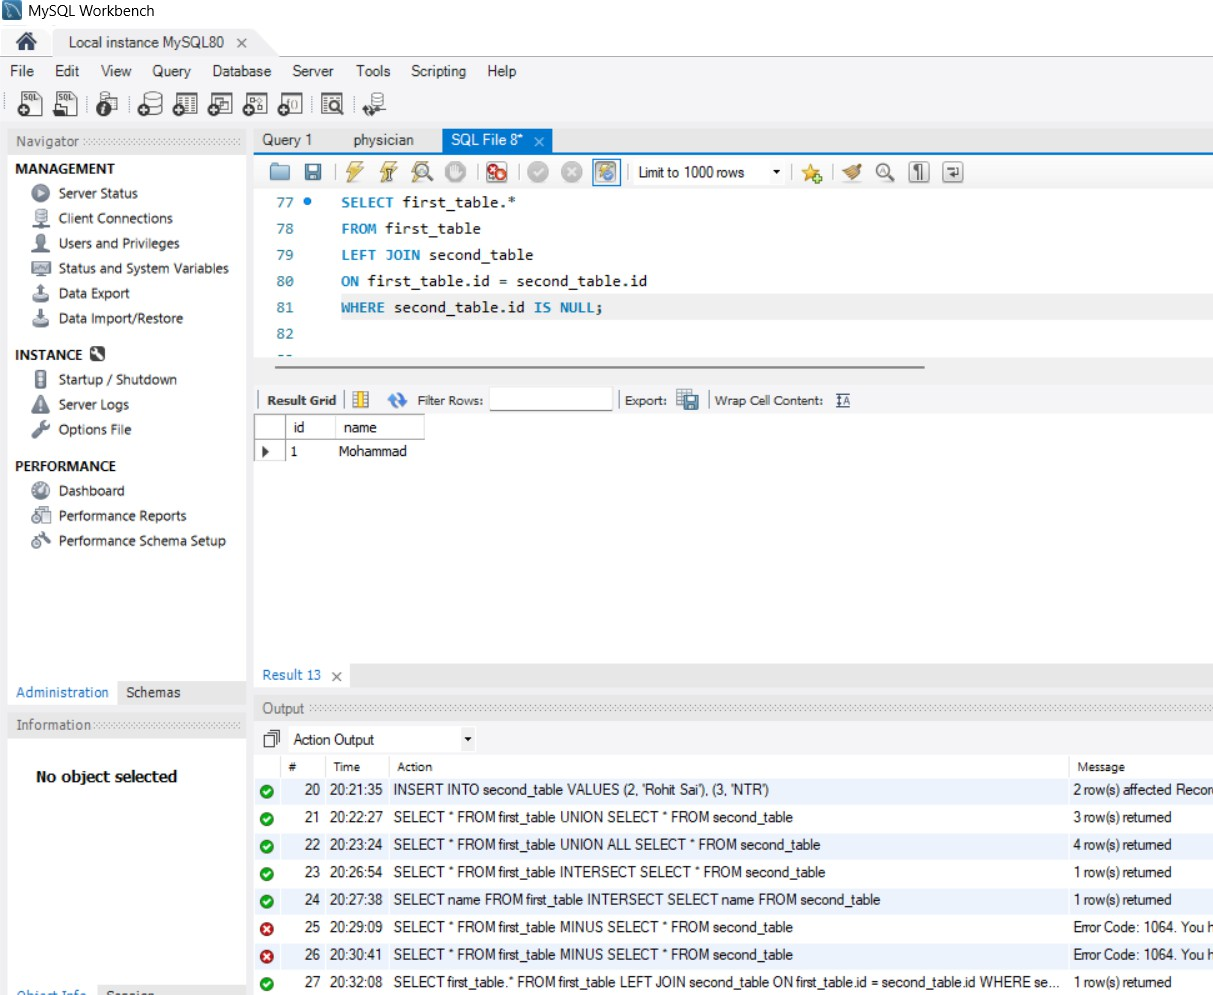 MySQL Workbench
Local instance MySQL80
File Edit View Query Database Server Tools Scripting Help
Navigator
MANAGEMENT
Server Status
Client Connections
Users and Privileges
Status and System Variables
Data Export
Data Import/Restore
INSTANCE
Startup / Shutdown
Server Logs
Options File
PERFORMANCE
Dashboard
Performance Reports
Performance Schema Setup
Administration Schemas
Information
No object selected
Object Info Session
Query 1 physician SQL File 8*
Limit to 1000 rows
77 SELECT first_table.*
78 FROM first_table
79 LEFT JOIN second_table
80 ON first_table.id = second_table.id
81 WHERE second_table.id IS NULL;
82
Result Grid Filter Rows: Export: Wrap Cell Content:
id name
1 Mohammad
Result 13
Output
Action Output
# Time Action Message
20 20:21:35 INSERT INTO second_table VALUES (2, 'Rohit Sai'), (3, 'NTR') 2 row(s) affected Recor
21 20:22:27 SELECT * FROM first_table UNION SELECT * FROM second_table 3 row(s) returned
22 20:23:24 SELECT * FROM first_table UNION ALL SELECT * FROM second_table 4 row(s) returned
23 20:26:54 SELECT * FROM first_table INTERSECT SELECT * FROM second_table 1 row(s) returned
24 20:27:38 SELECT name FROM first_table INTERSECT SELECT name FROM second_table 1 row(s) returned
25 20:29:09 SELECT * FROM first_table MINUS SELECT * FROM second_table Error Code: 1064. You h
26 20:30:41 SELECT * FROM first_table MINUS SELECT * FROM second_table Error Code: 1064. You h
27 20:32:08 SELECT first_table.* FROM first_table LEFT JOIN second_table ON first_table.id = second_table.id WHERE se... 1 row(s) returned